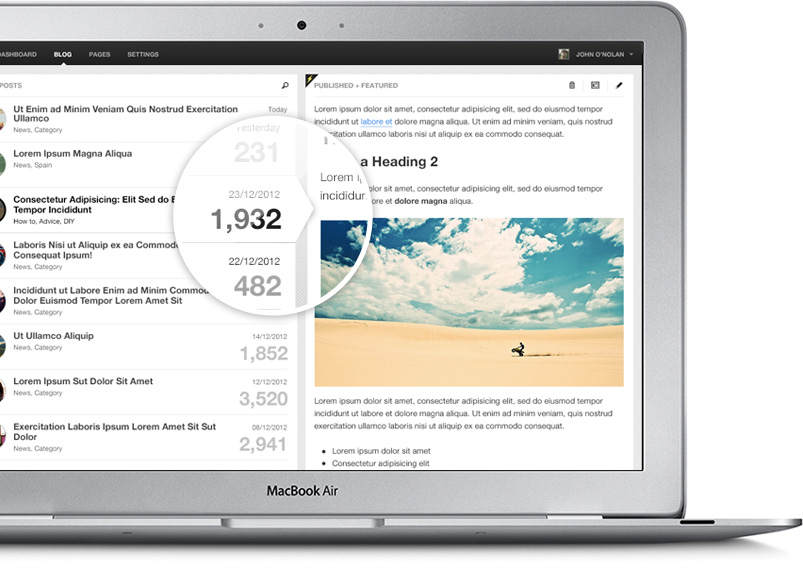 DASHBOARD BLOG PAGES SETTINGS JOHN O'NOLAN
POSTS
Ut Enim ad Minim Veniam Quis Nostrud Exercitation
Ullamco
News, Category
Today
Lorem Ipsum Magna Aliqua
News, Spain
Yesterday
231
Consectetur Adipisicing: Elit Sed do
Tempor Incididunt
How to, Advice, DIY
23/12/2012
1,932
Laboris Nisi ut Aliquip ex ea Commodo
Consequat Ipsum!
News, Category
22/12/2012
482
Incididunt ut Labore Enim ad Minim Commodo
Dolor Euismod Tempor Lorem Amet Sit
News, Category
Ut Ullamco Aliquip
News, Category
14/12/2012
1,852
Lorem Ipsum Sut Dolor Sit Amet
News, Category
12/12/2012
3,520
Exercitation Laboris Ipsum Lorem Amet Sit Sut
Dolor
News, Category
08/12/2012
2,941
PUBLISHED + FEATURED
Lorem ipsum dolor sit amet, consectetur adipisicing elit, sed do eiusmod tempor
incididunt ut labore et dolore magna aliqua. Ut enim ad minim veniam, quis nostrud
exercitation ullamco laboris nisi ut aliquip ex ea commodo consequat.
a Heading 2
Lorem
incididun
dolor sit amet, consectetur adipisicing elit, sed do eiusmod tempor
dolore et dolore magna aliqua.
Lorem ipsum dolor sit amet, consectetur adipisicing elit, sed do eiusmod tempor
incididunt ut labore et dolore magna aliqua. Ut enim ad minim veniam, quis nostrud
exercitation ullamco laboris nisi ut aliquip ex ea commodo consequat.
Lorem ipsum dolor sit amet
Consectetur adipisicing elit
MacBook Air